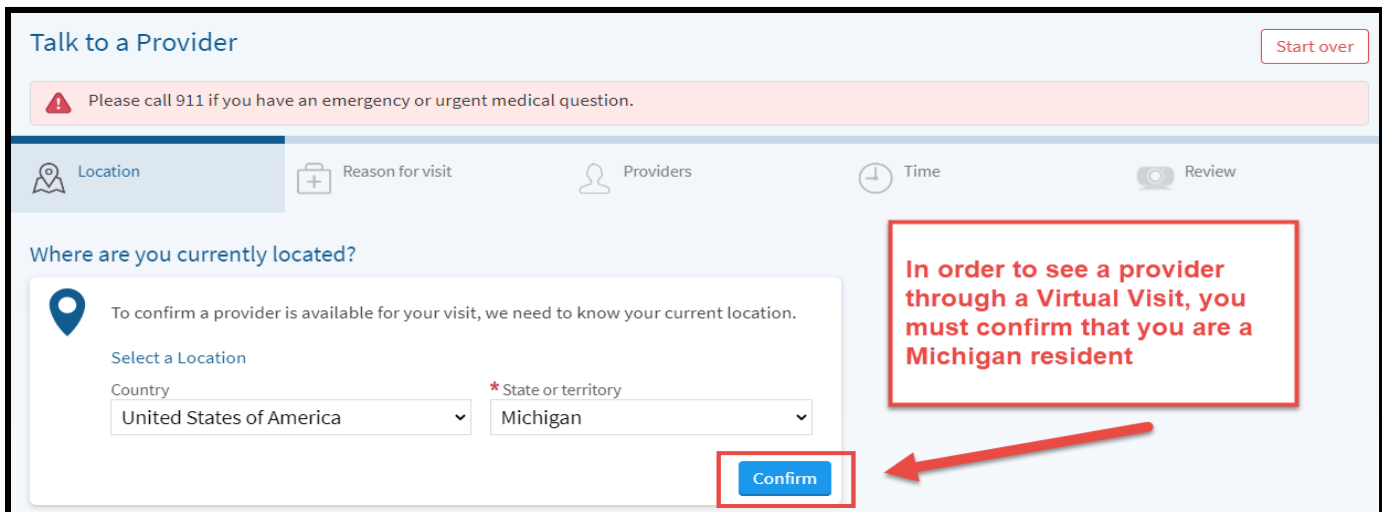 Talk to a Provider
Start over
Please call 911 if you have an emergency or urgent medical question.
Location
Reason for visit
Providers
Time
Review
Where are you currently located?
To confirm a provider is available for your visit, we need to know your current location.
Select a Location
Country
* State or territory
United States of America
Michigan
Confirm
In order to see a provider
through a Virtual Visit, you
must confirm that you are a
Michigan resident